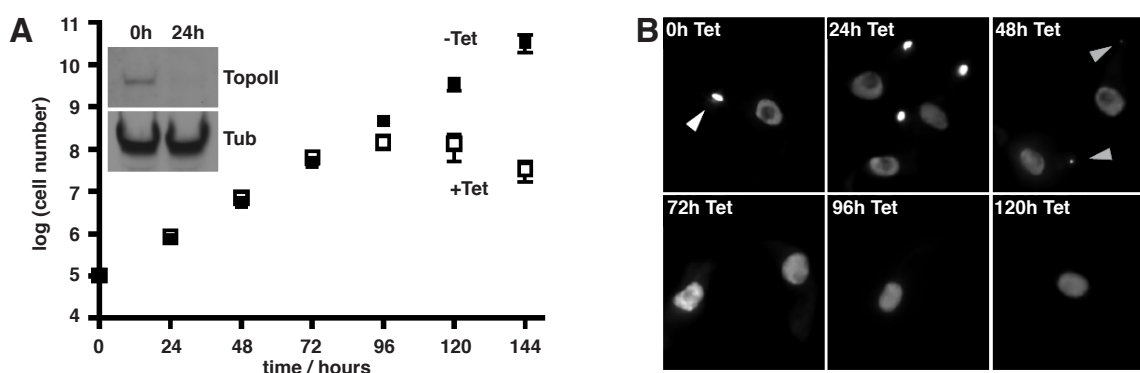 A
0h 24h
TopoII
Tub
-Tet
+Tet
11
10
9
8
7
6
5
4
log (cell number)
0 24 48 72 96 120 144
time / hours
B
0h Tet
24h Tet
48h Tet
72h Tet
96h Tet
120h Tet